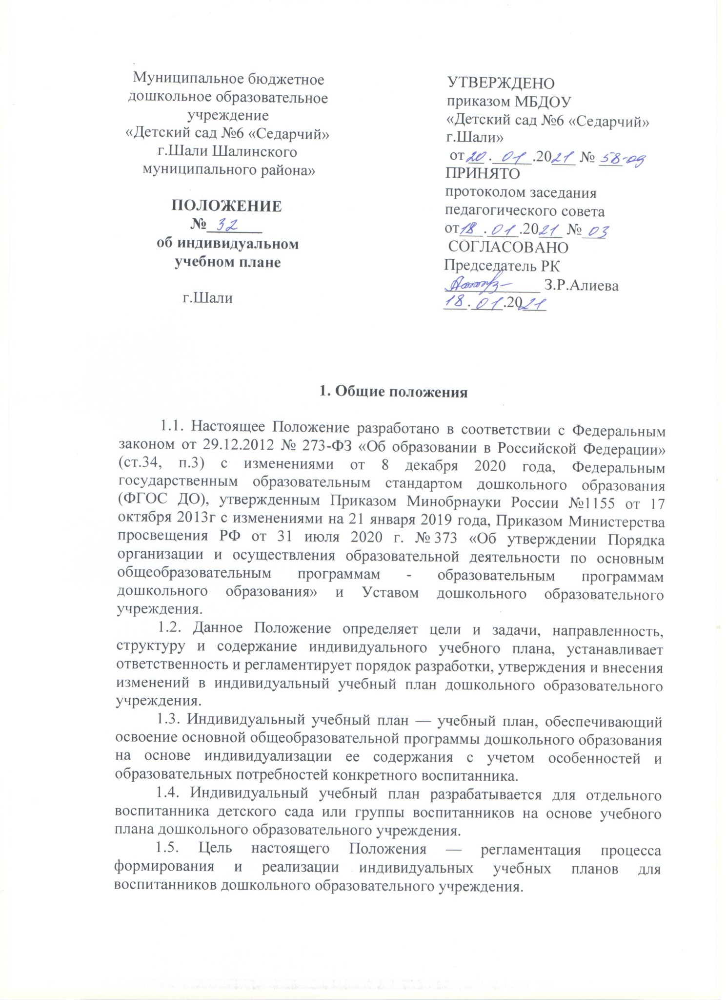 Муниципальное бюджетное
дошкольное образовательное
учреждение
«Детский сад №6 «Седарчий»
г.Шали Шалинского
муниципального района»
ПОЛОЖЕНИЕ
№ 32
об индивидуальном
учебном плане
г.Шали
УТВЕРЖДЕНО
приказом МБДОУ
«Детский сад №6 «Седарчий»
г.Шали»
от 20.01.2021 № 58-од
ПРИНЯТО
протоколом заседания
педагогического совета
от 18.01.2021 № 03
СОГЛАСОВАНО
Председатель РК
З.Р.Алиева
18.01.2021
1. Общие положения
1.1. Настоящее Положение разработано в соответствии с Федеральным
законом от 29.12.2012 № 273-ФЗ «Об образовании в Российской Федерации»
(ст.34, п.3) с изменениями от 8 декабря 2020 года, Федеральным
государственным образовательным стандартом дошкольного образования
(ФГОС ДО), утвержденным Приказом Минобрнауки России №1155 от 17
октября 2013г с изменениями на 21 января 2019 года, Приказом Министерства
просвещения РФ от 31 июля 2020 г. № 373 «Об утверждении Порядка
организации и осуществления образовательной деятельности по основным
общеобразовательным программам - образовательным программам
дошкольного образования» и Уставом дошкольного образовательного
учреждения.
1.2. Данное Положение определяет цели и задачи, направленность,
структуру и содержание индивидуального учебного плана, устанавливает
ответственность и регламентирует порядок разработки, утверждения и внесения
изменений в индивидуальный учебный план дошкольного образовательного
учреждения.
1.3. Индивидуальный учебный план — учебный план, обеспечивающий
освоение основной общеобразовательной программы дошкольного образования
на основе индивидуализации ее содержания с учетом особенностей и
образовательных потребностей конкретного воспитанника.
1.4. Индивидуальный учебный план разрабатывается для отдельного
воспитанника детского сада или группы воспитанников на основе учебного
плана дошкольного образовательного учреждения.
1.5. Цель настоящего Положения — регламентация процесса
формирования и реализации индивидуальных учебных планов для
воспитанников дошкольного образовательного учреждения.